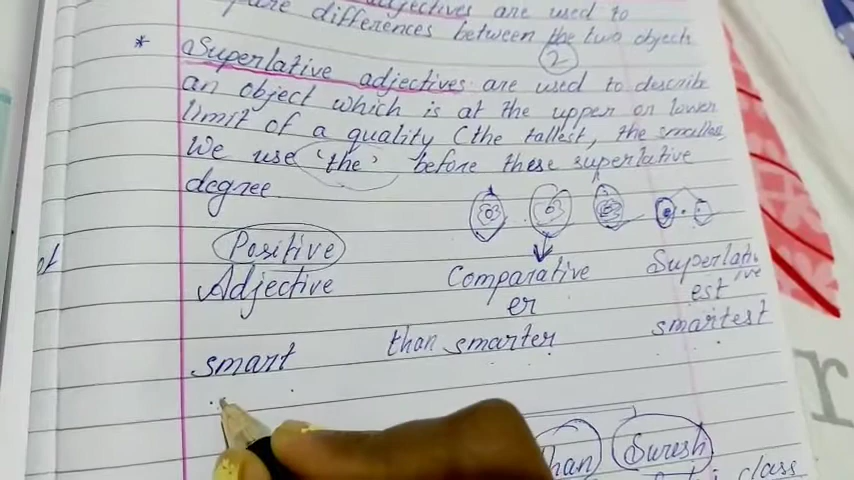 adjectives are used to
differences between the two objects
2
* Superlative adjectives are used to describe
an object which is at the upper or lower
limit of a quality (the tallest, the smallest,
We use 'the' before these superlative
degree
Positive
Adjective Comparative Superlative
er est
smart than smarter smartest
than Suresh
class